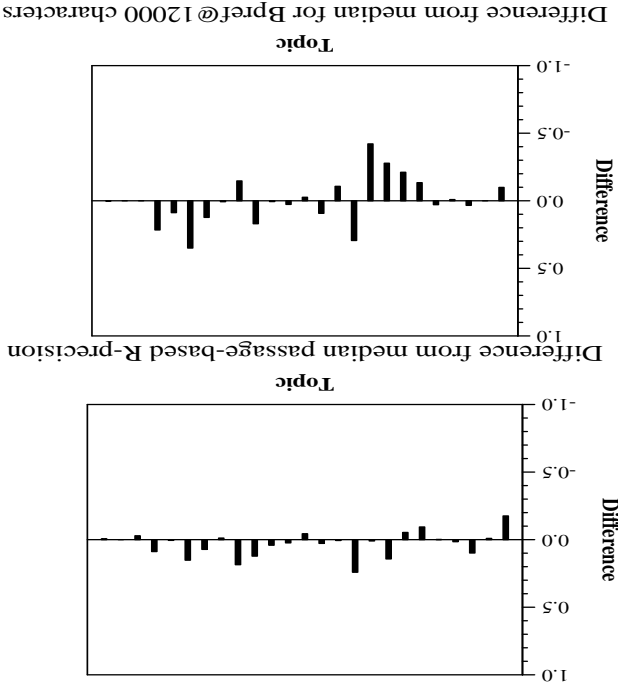 1.0
0.5
Difference
0.0
-0.5
-1.0
Topic
Difference from median passage-based-R-precision
1.0
0.5
Difference
0.0
-0.5
-1.0
Topic
Difference from median for Bpref@12000 characters